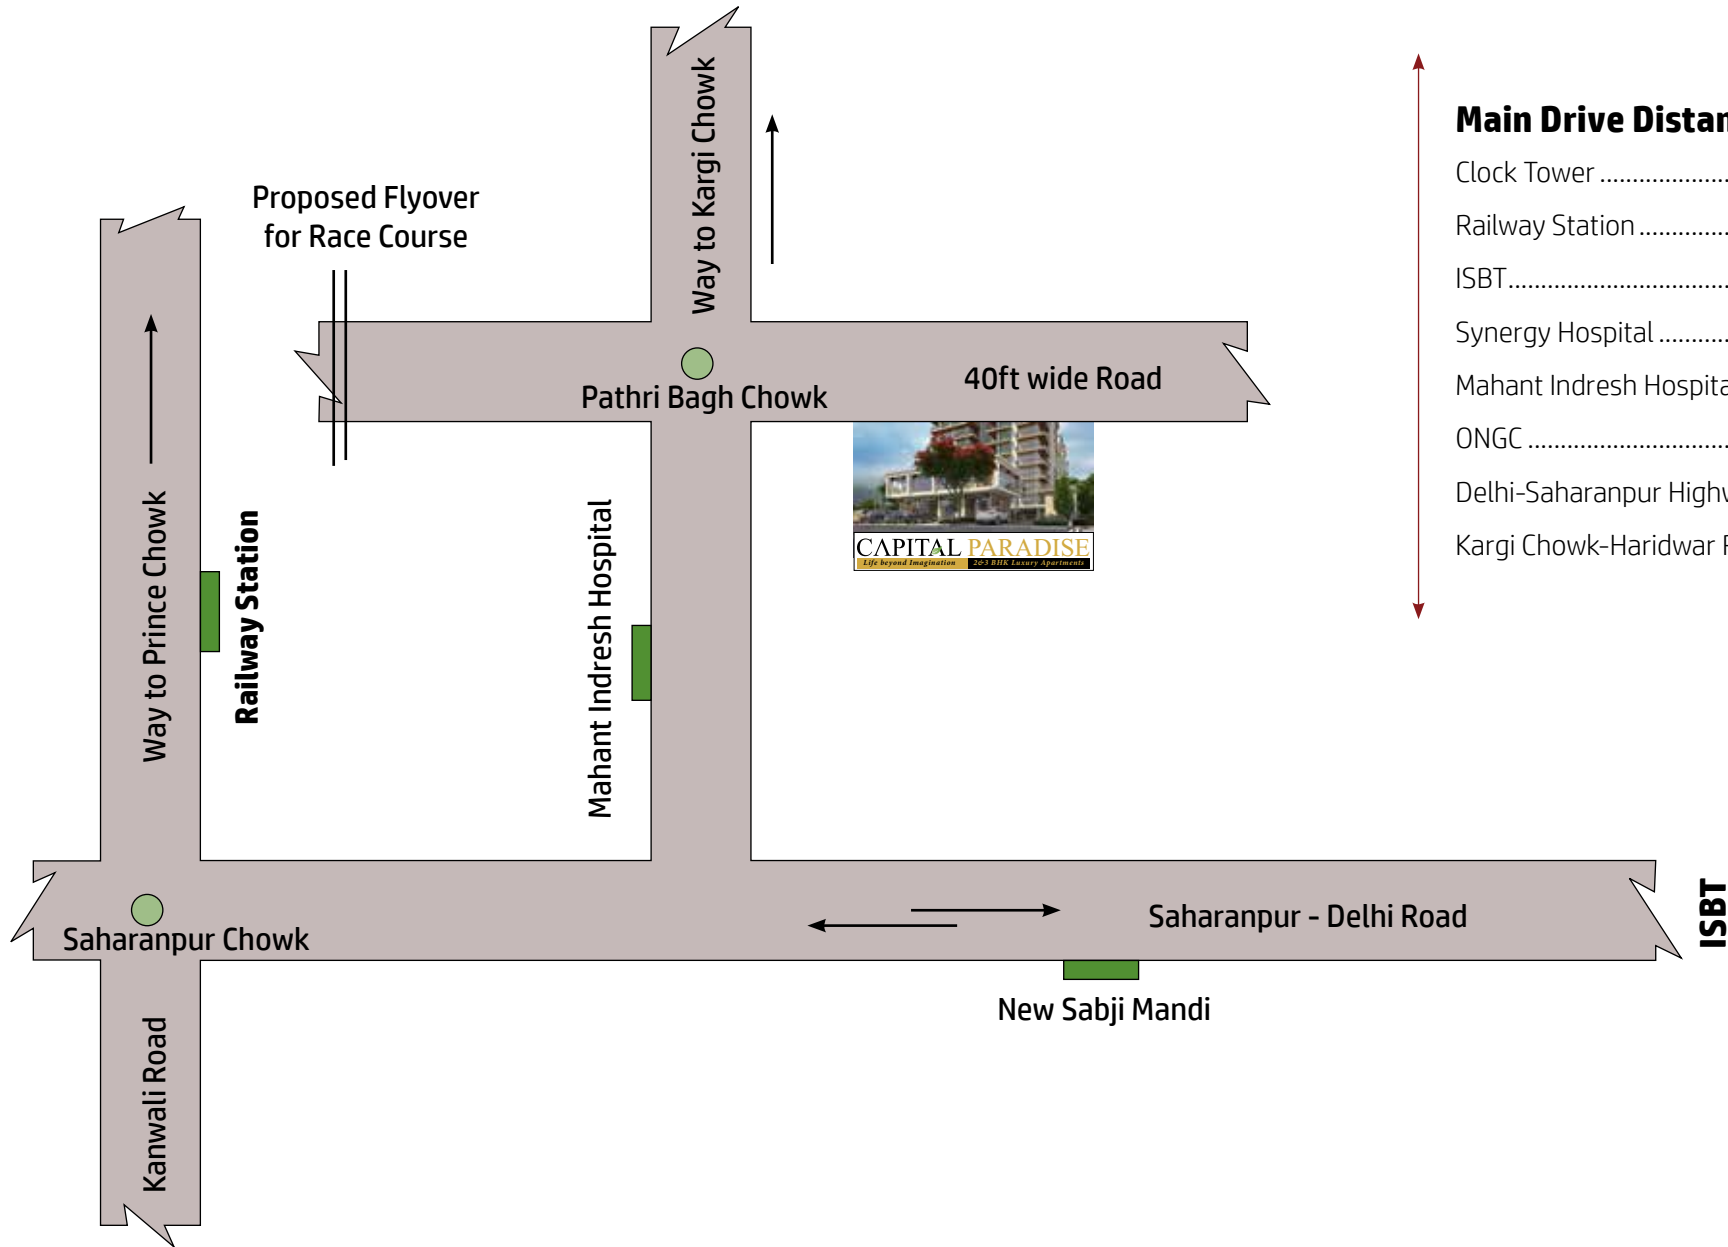 Way to Kargi Chowk
Main Drive Distan
Clock Tower ....................
Railway Station ..............
ISBT..................................
Synergy Hospital ...........
Mahant Indresh Hospita
ONGC ...............................
Delhi-Saharanpur Highw
Kargi Chowk-Haridwar
Proposed Flyover
for Race Course
Pathri Bagh Chowk
40ft wide Road
CAPITAL PARADISE
Life beyond Imagination 2&3 BHK Luxury Apartments
Way to Prince Chowk
Railway Station
Mahant Indresh Hospital
Saharanpur Chowk
Saharanpur - Delhi Road
ISBT
New Sabji Mandi
Kanwali Road